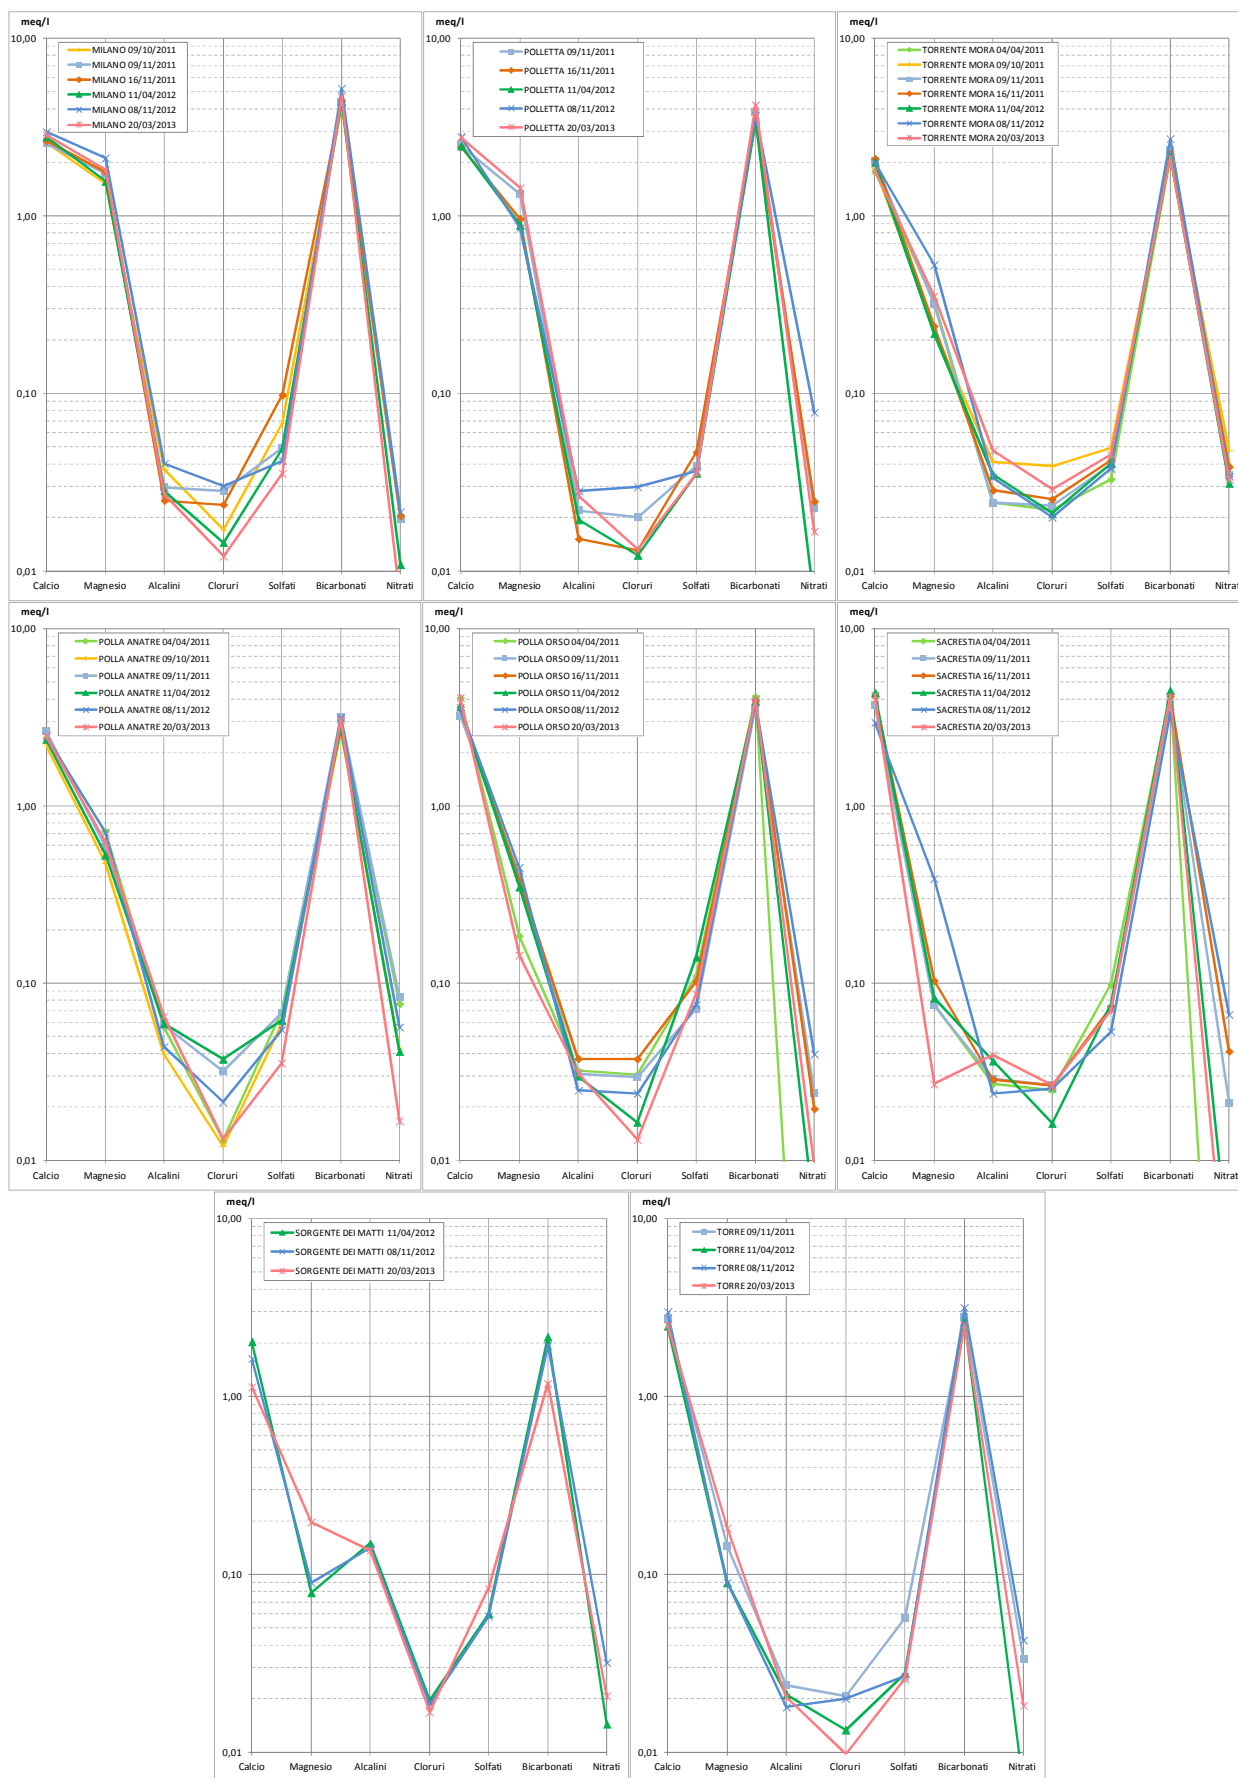 meq/l
10,00
MILANO 09/10/2011
MILANO 09/11/2011
MILANO 16/11/2011
MILANO 11/04/2012
MILANO 08/11/2012
MILANO 20/03/2013
1,00
0,10
0,01
Calcio Magnesio Alcalini Cloruri Solfati Bicarbonati Nitrati
meq/l
10,00
POLLETTA 09/11/2011
POLLETTA 16/11/2011
POLLETTA 11/04/2012
POLLETTA 08/11/2012
POLLETTA 20/03/2013
1,00
0,10
0,01
Calcio Magnesio Alcalini Cloruri Solfati Bicarbonati Nitrati
meq/l
10,00
TORRENTE MORA 04/04/2011
TORRENTE MORA 09/10/2011
TORRENTE MORA 09/11/2011
TORRENTE MORA 16/11/2011
TORRENTE MORA 11/04/2012
TORRENTE MORA 08/11/2012
TORRENTE MORA 20/03/2013
1,00
0,10
0,01
Calcio Magnesio Alcalini Cloruri Solfati Bicarbonati Nitrati
meq/l
10,00
POLLA ANATRE 04/04/2011
POLLA ANATRE 09/10/2011
POLLA ANATRE 09/11/2011
POLLA ANATRE 11/04/2012
POLLA ANATRE 08/11/2012
POLLA ANATRE 20/03/2013
1,00
0,10
0,01
Calcio Magnesio Alcalini Cloruri Solfati Bicarbonati Nitrati
meq/l
10,00
POLLA ORSO 04/04/2011
POLLA ORSO 09/11/2011
POLLA ORSO 16/11/2011
POLLA ORSO 11/04/2012
POLLA ORSO 08/11/2012
POLLA ORSO 20/03/2013
1,00
0,10
0,01
Calcio Magnesio Alcalini Cloruri Solfati Bicarbonati Nitrati
meq/l
10,00
SACRESTIA 04/04/2011
SACRESTIA 09/11/2011
SACRESTIA 16/11/2011
SACRESTIA 11/04/2012
SACRESTIA 08/11/2012
SACRESTIA 20/03/2013
1,00
0,10
0,01
Calcio Magnesio Alcalini Cloruri Solfati Bicarbonati Nitrati
meq/l
10,00
SORGENTE DEI MATTI 11/04/2012
SORGENTE DEI MATTI 08/11/2012
SORGENTE DEI MATTI 20/03/2013
1,00
0,10
0,01
Calcio Magnesio Alcalini Cloruri Solfati Bicarbonati Nitrati
meq/l
10,00
TORRE 09/11/2011
TORRE 11/04/2012
TORRE 08/11/2012
TORRE 20/03/2013
1,00
0,10
0,01
Calcio Magnesio Alcalini Cloruri Solfati Bicarbonati Nitrati